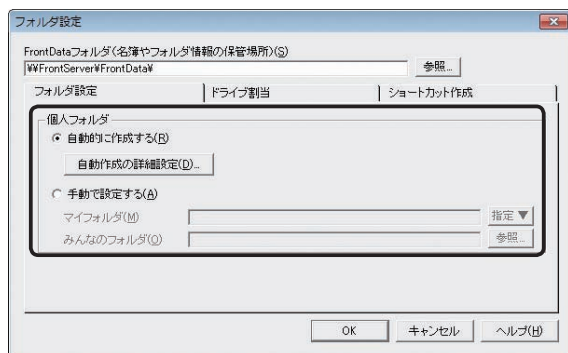 フォルダ設定
FrontDataフォルダ(名簿やフォルダ情報の保管場所)(S)
¥¥FrontServer¥FrontData¥
参照...
フォルダ設定 ドライブ割当 ショートカット作成
個人フォルダ
自動的に作成する(R)
自動作成の詳細設定(D)...
手動で設定する(A)
マイフォルダ(M) 指定▼
みんなのフォルダ(O) 参照...
OK キャンセル ヘルプ(H)